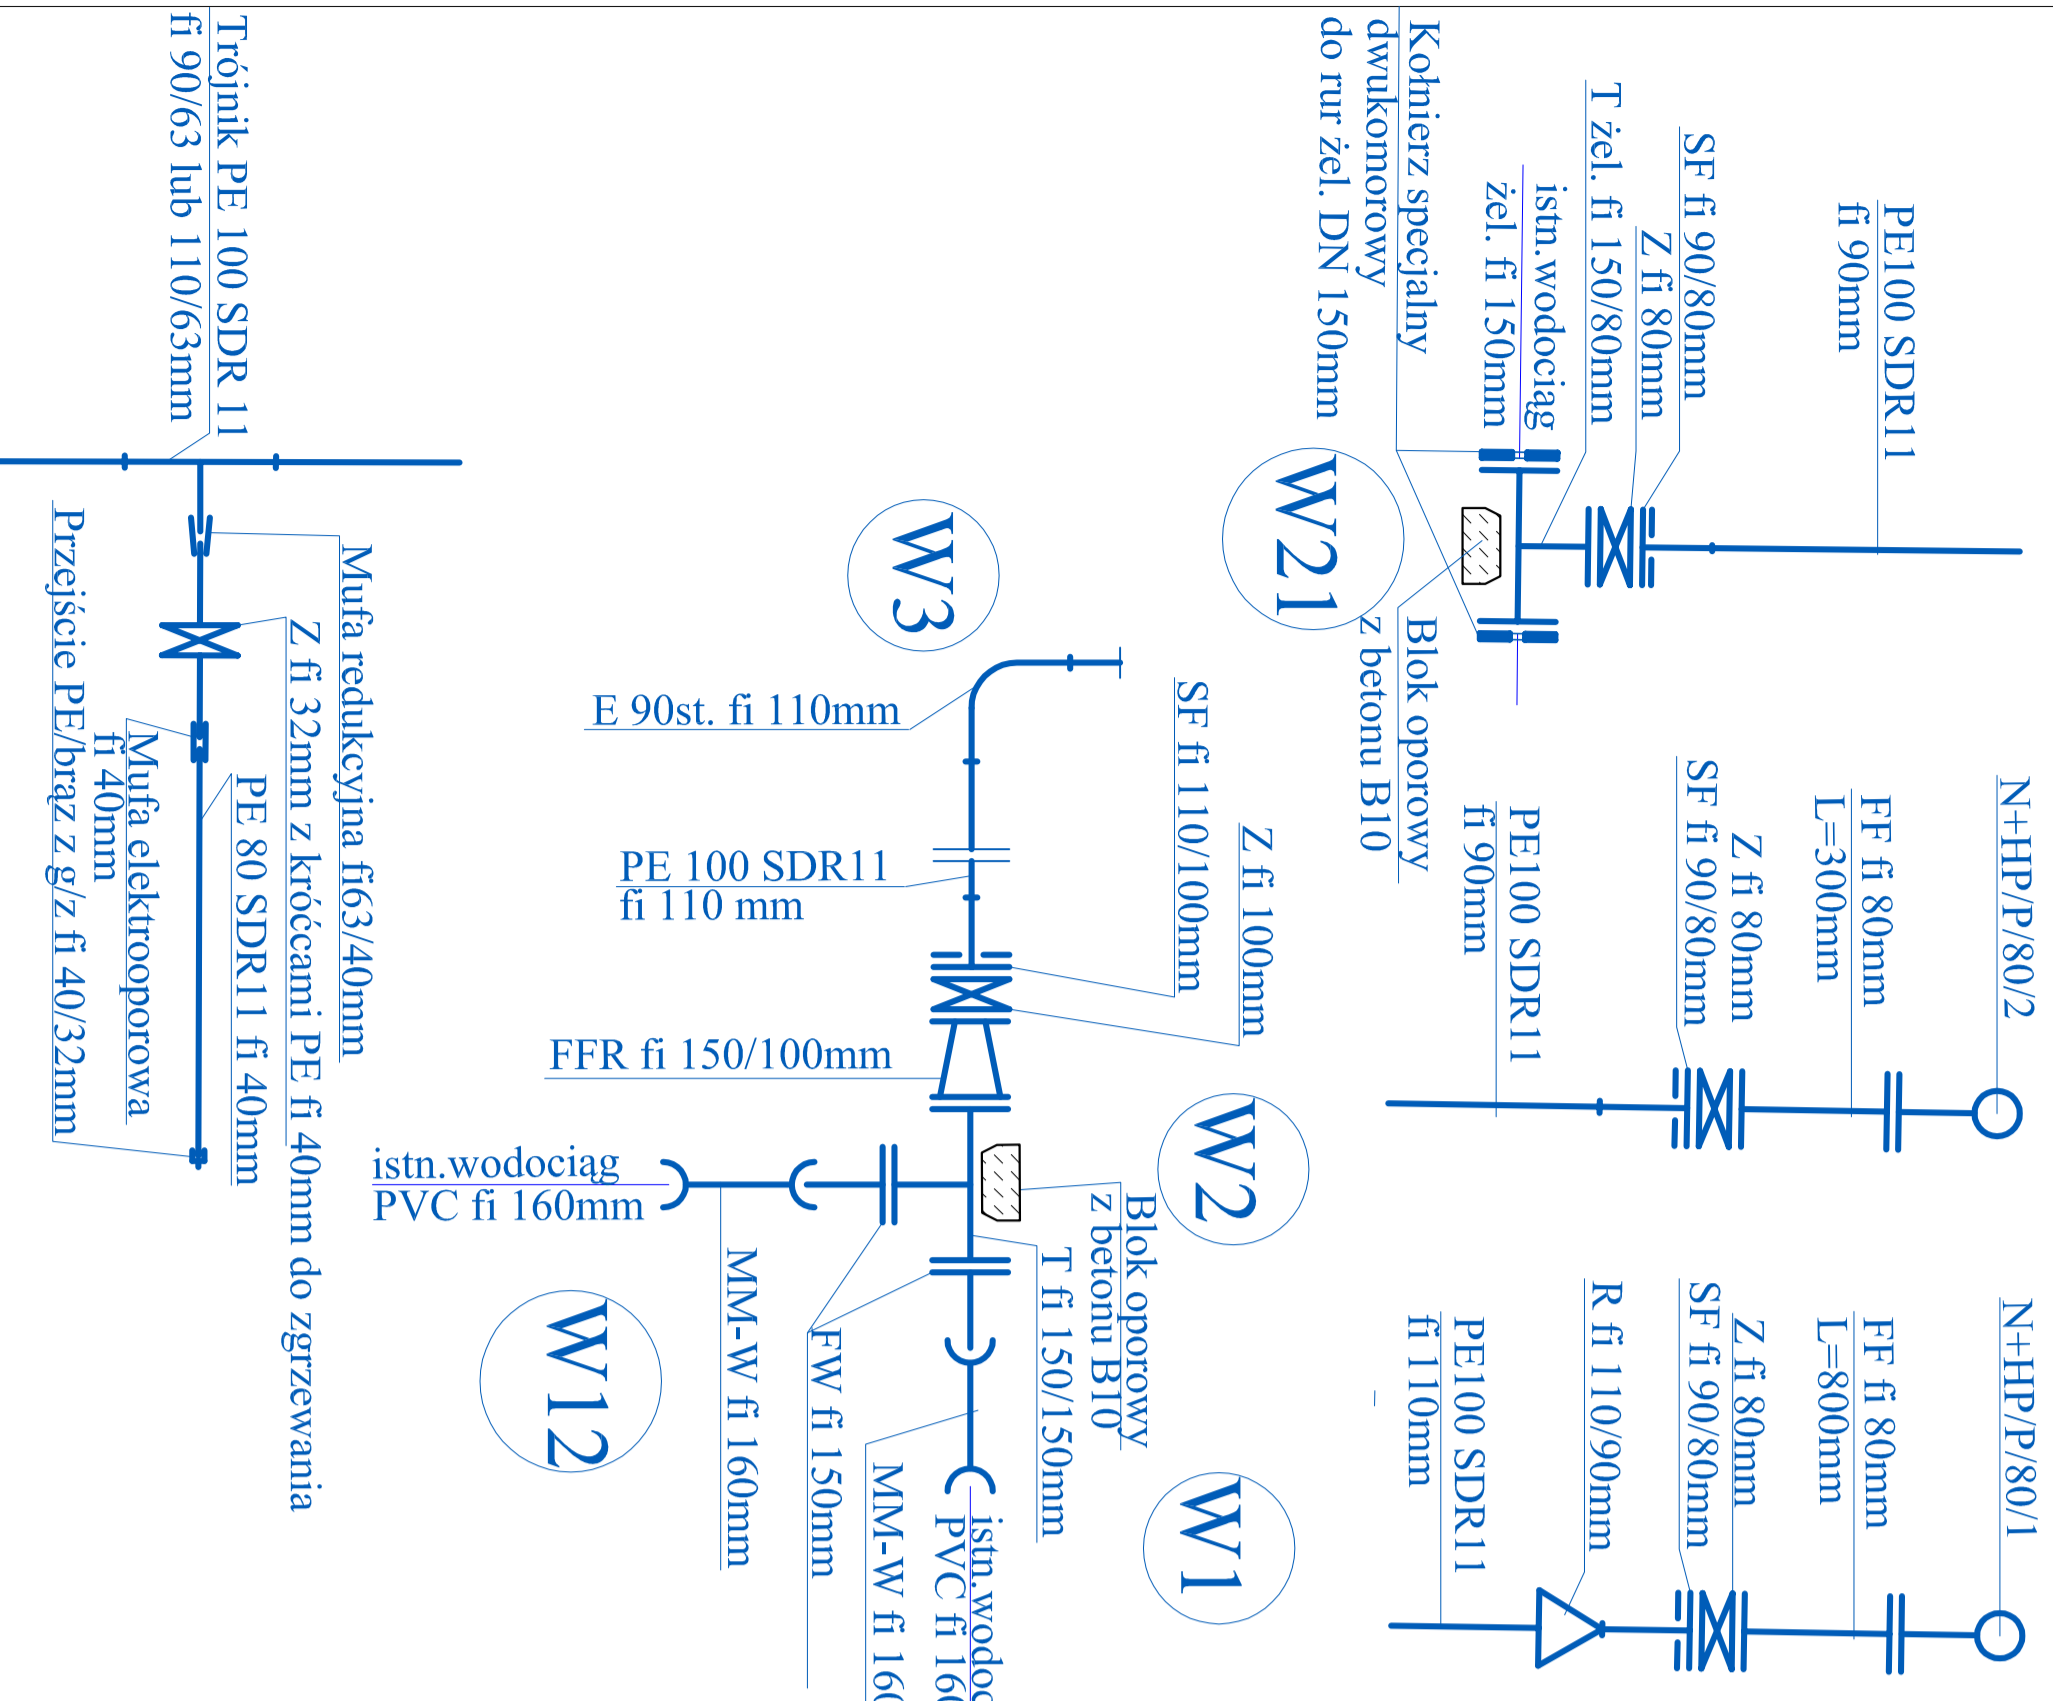 PE100 SDR11
fi 90mm
SF fi 90/80mm
Z fi 80mm
T żel. fi 150/80mm
istn.wodociąg
żel. fi 150mm
Kołnierz specjalny
dwukomorowy
do rur żel. DN 150mm
W21
Blok oporowy
z betonu B10
N+HP/P/80/2
FF fi 80mm
L=300mm
Z fi 80mm
SF fi 90/80mm
PE100 SDR11
fi 90mm
N+HP/P/80/1
FF fi 80mm
L=800mm
Z fi 80mm
SF fi 90/80mm
R fi 110/90mm
PE100 SDR11
fi 110mm
W3
E 90st. fi 110mm
PE 100 SDR11
fi 110 mm
SF fi 110/100mm
Z fi 100mm
FFR fi 150/100mm
W2
Blok oporowy
z betonu B10
T fi 150/150mm
W1
istn.wodociąg
PVC fi 160mm
MM-W fi 160mm
FW fi 150mm
W12
MM-W fi
PVC fi
Trójnik PE 100 SDR 11
fi 90/63 lub 110/63mm
Mufa redukcyjna fi63/40mm
Z fi 32mm z króćcami PE fi 40mm do zgrzewania
PE 80 SDR11 fi 40mm
Mufa elektrooporowa
fi 40mm
Przejście PE/brąz z g/z fi 40/32mm